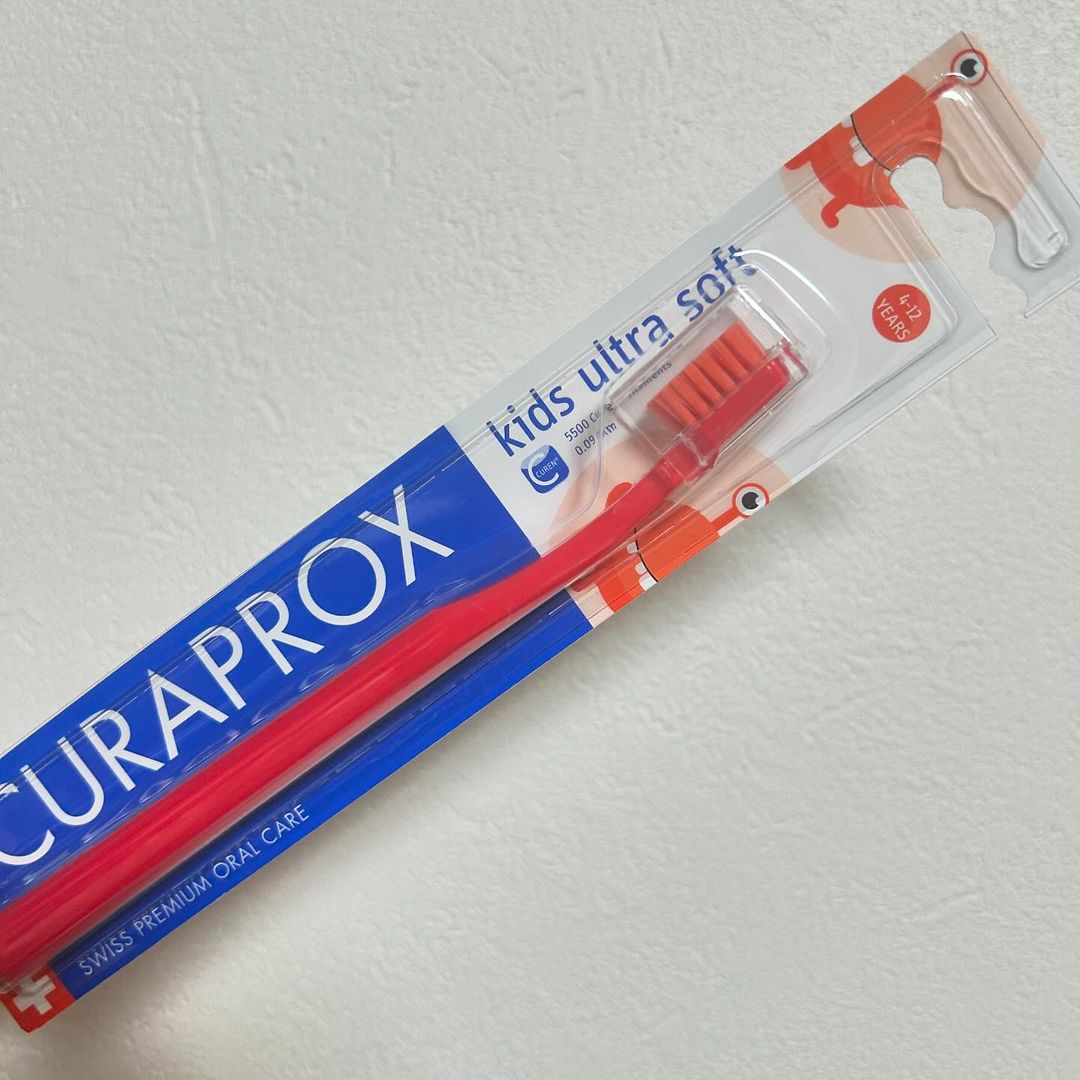 CURAPROX
SWISS PREMIUM ORAL CARE
kids ultra soft
5500
0.09
CUREN®
4-12
YEARS